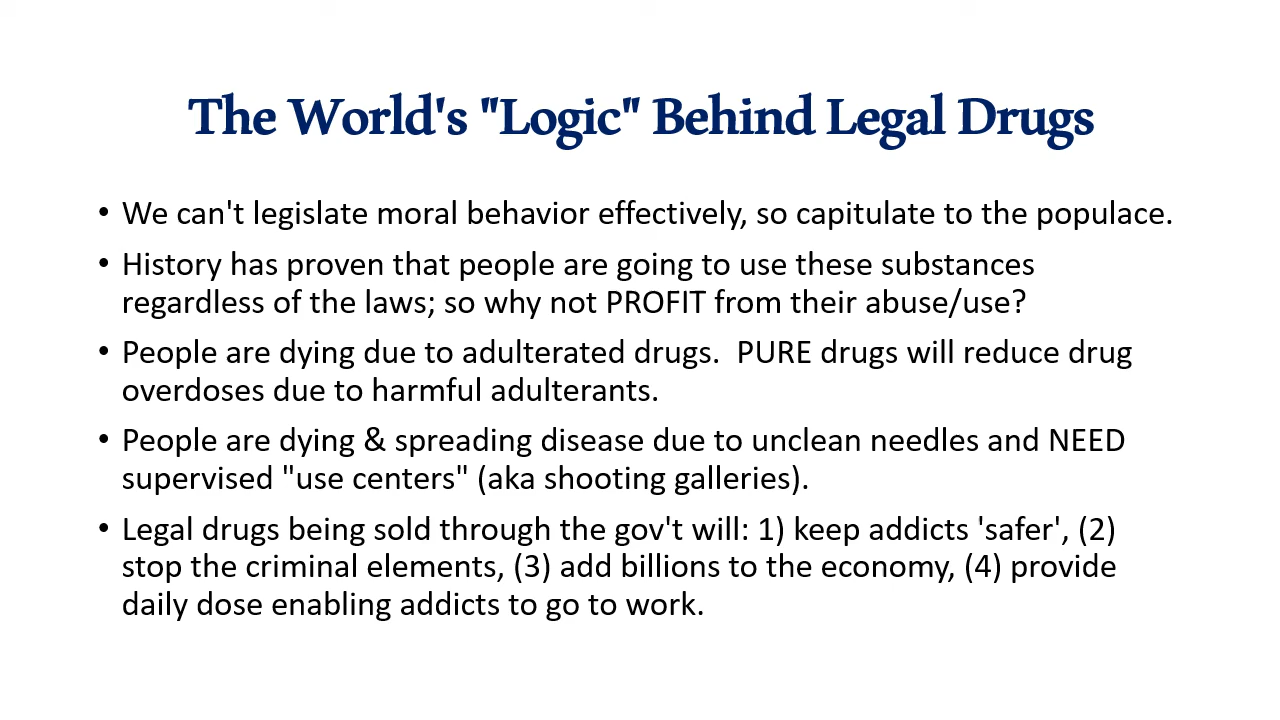 The World's "Logic" Behind Legal Drugs
• We can't legislate moral behavior effectively, so capitulate to the populace.
• History has proven that people are going to use these substances
regardless of the laws; so why not PROFIT from their abuse/use?
• People are dying due to adulterated drugs.  PURE drugs will reduce drug
overdoses due to harmful adulterants.
• People are dying & spreading disease due to unclean needles and NEED
supervised "use centers" (aka shooting galleries).
• Legal drugs being sold through the gov't will: 1) keep addicts 'safer', (2)
stop the criminal elements, (3) add billions to the economy, (4) provide
daily dose enabling addicts to go to work.